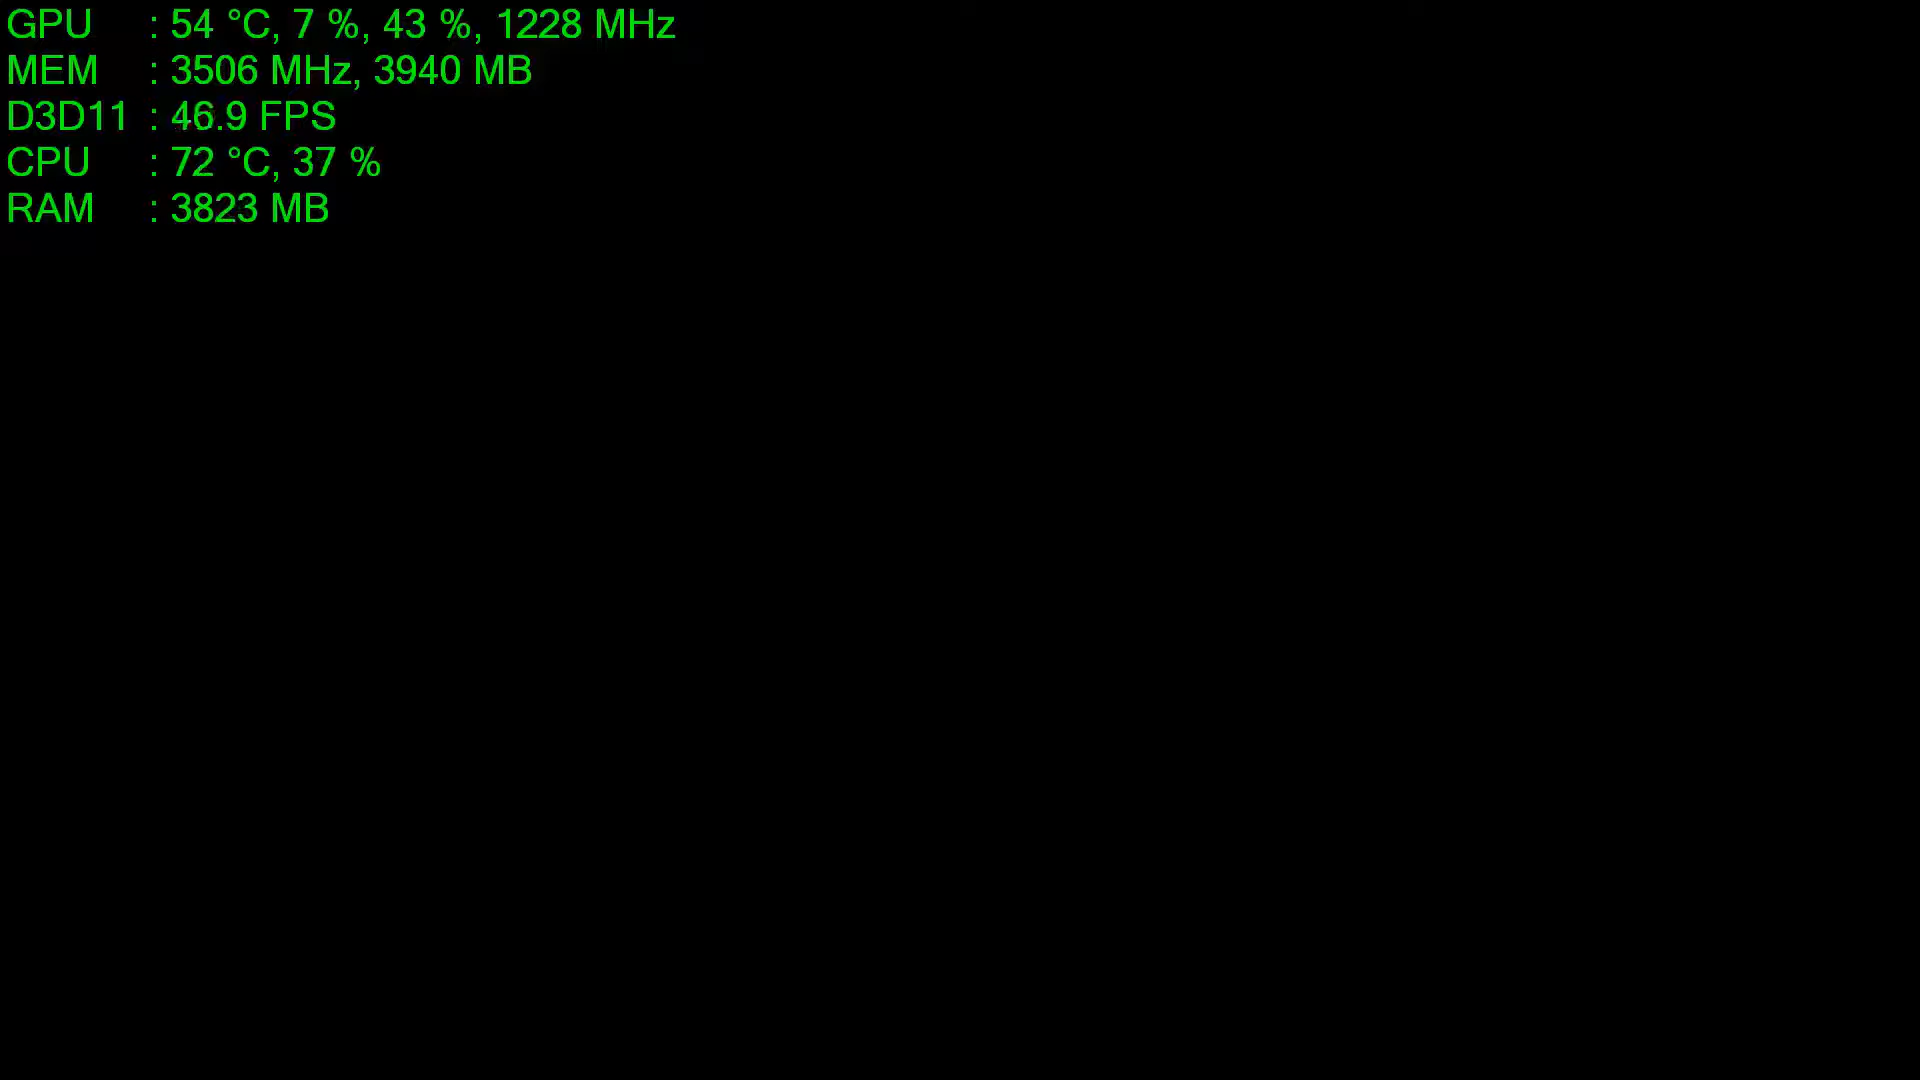 GPU : 54 °C, 7 %, 43 %, 1228 MHz
MEM : 3506 MHz, 3940 MB
D3D11 : 46.9 FPS
CPU : 72 °C, 37 %
RAM : 3823 MB